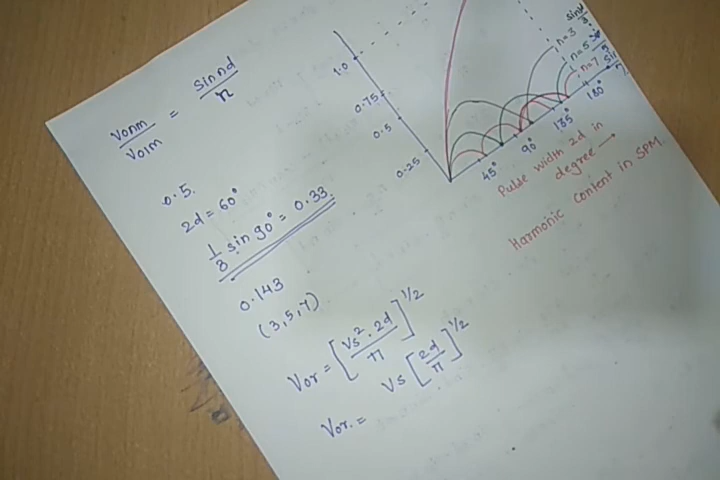 Vonm / Vo1m = sin nd / n
0.5.
2d = 60°
1/3 sin 90° = 0.33
0.143
(3,5,7)
Vor = [Vs². 2d / π]^1/2
Vs [2d / π]^1/2
Vor. =
1.0
0.75
0.5
0.25
45°
90°
135°
180°
n=3
n=5
n=7
Pulse width 2d in
degree →
Harmonic content in SPM.